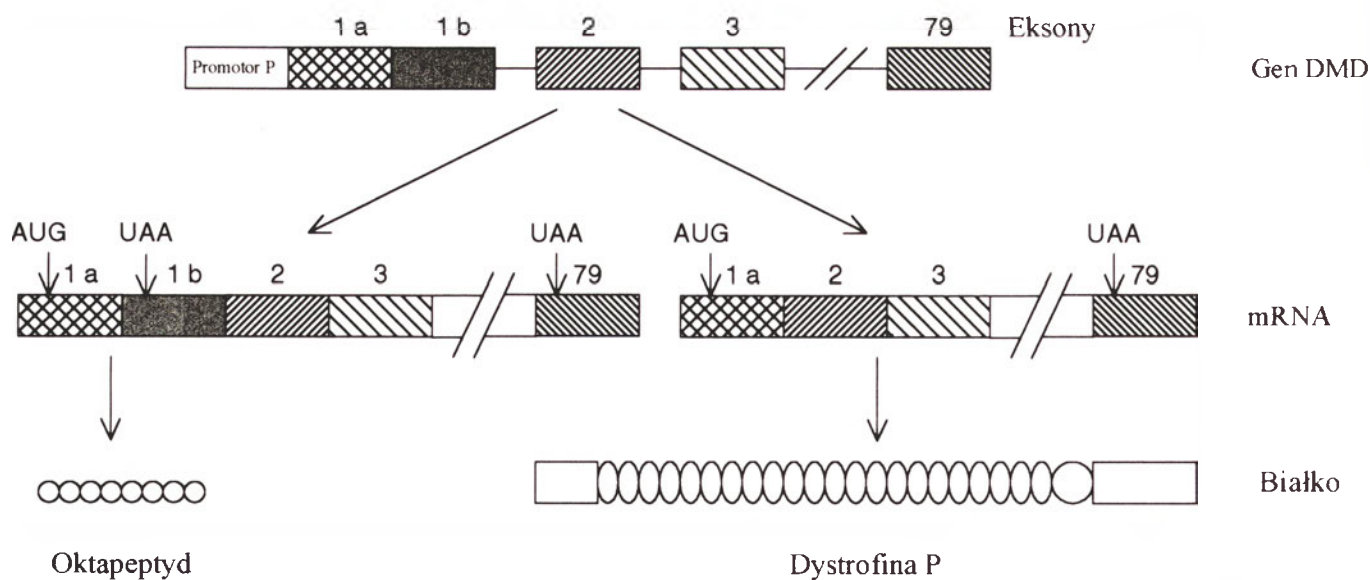 1 a 1 b 2 3 79 Eksony
Promotor P
Gen DMD
AUG UAA UAA AUG UAA
1 a 1 b 2 3 79 1 a 2 3 79
mRNA
Białko
Oktapeptyd Dystrofina P